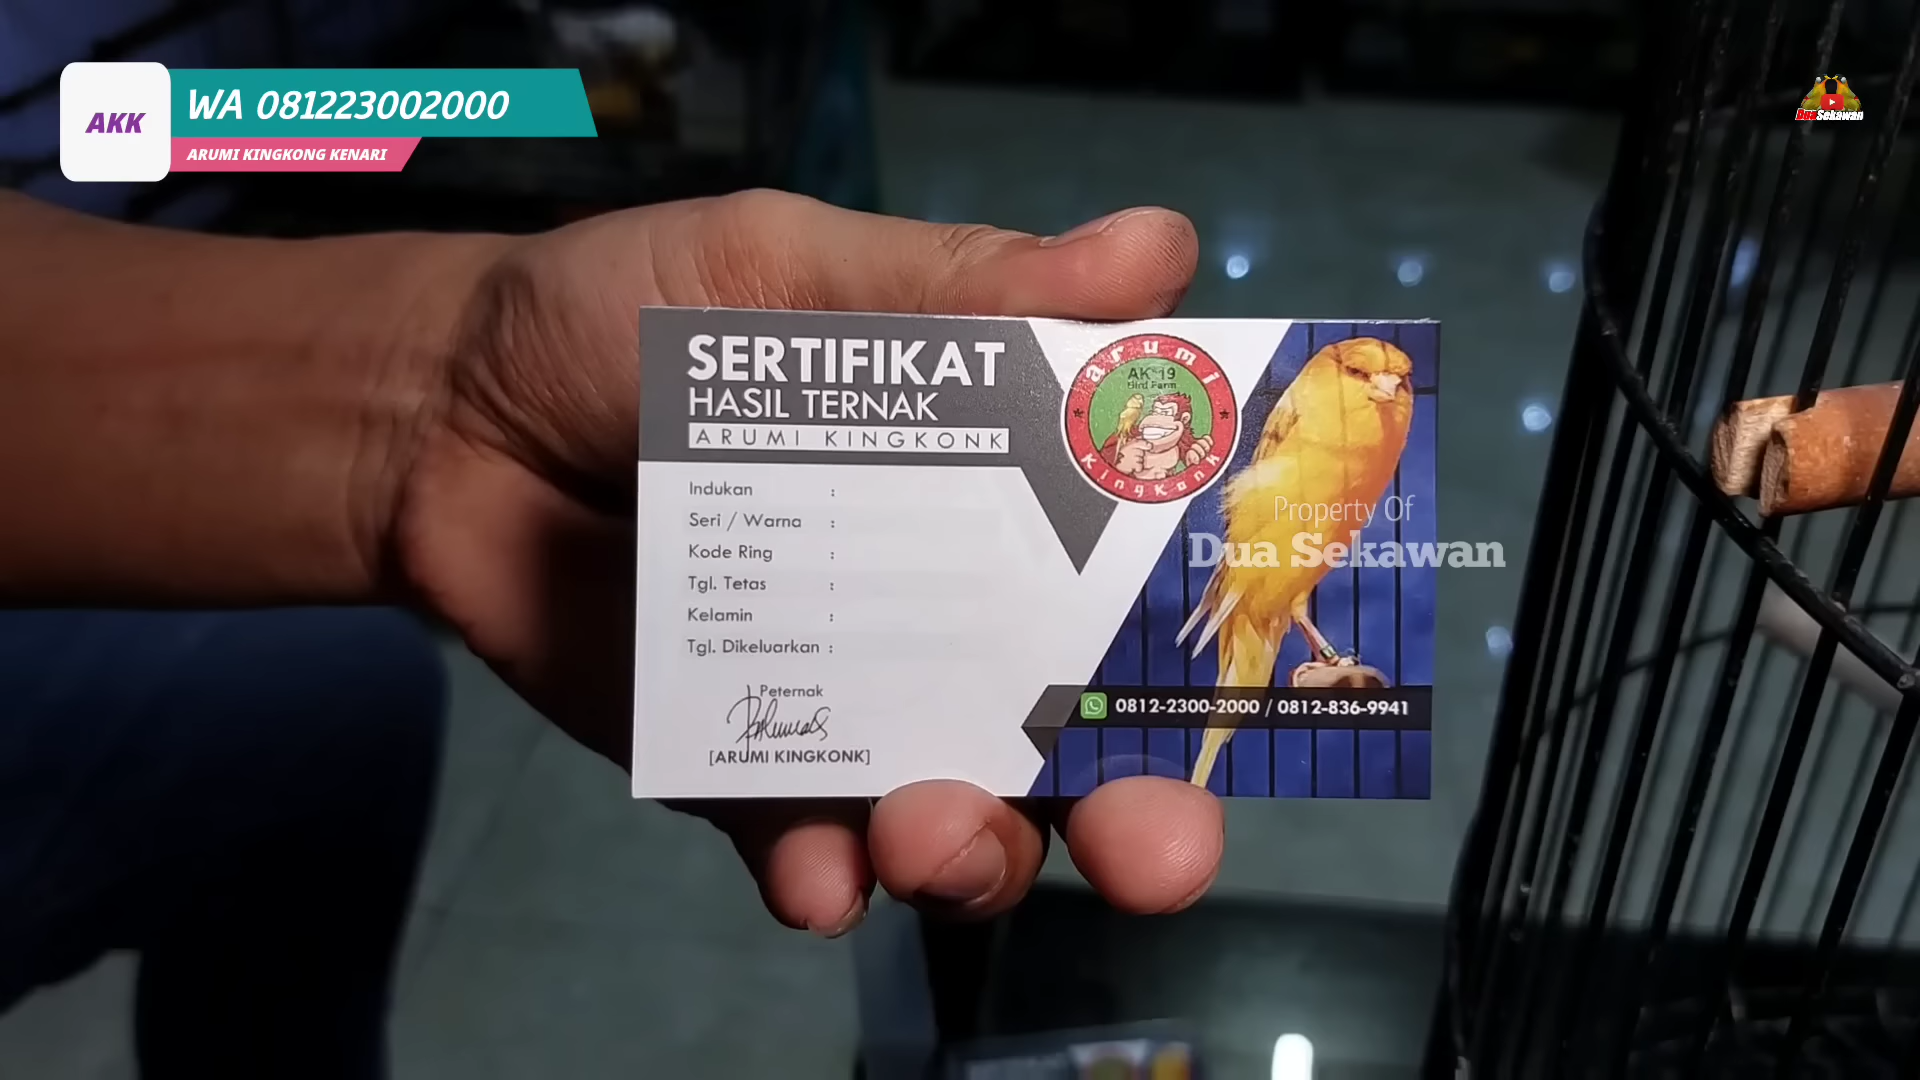 AKK
WA 081223002000
ARUMI KINGKONG KENARI
DuaSekawan
SERTIFIKAT
HASIL TERNAK
ARUMI KINGKONK
arumi
AK 19
Bird Farm
KingKonk
Indukan :
Seri / Warna :
Kode Ring :
Tgl. Tetas :
Kelamin :
Tgl. Dikeluarkan :
Property Of
Dua Sekawan
Peternak
[ARUMI KINGKONK]
0812-2300-2000 / 0812-836-9941